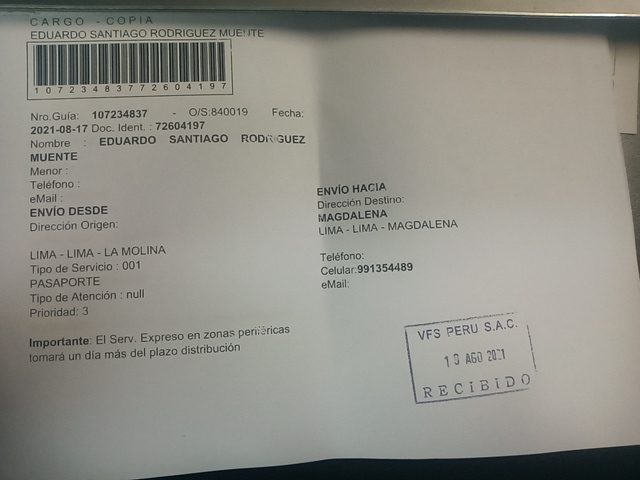 CARGO - COPIA
EDUARDO SANTIAGO RODRIGUEZ MUENTE
10723483772604197
Nro.Guía: 107234837 - O/S:840019 Fecha:
2021-08-17 Doc. Ident. : 72604197
Nombre : EDUARDO SANTIAGO RODRIGUEZ
MUENTE
Menor :
Teléfono :
eMail :
ENVÍO DESDE
Dirección Origen:
LIMA - LIMA - LA MOLINA
Tipo de Servicio : 001
PASAPORTE
Tipo de Atención : null
Prioridad: 3
Importante: El Serv. Expreso en zonas periféricas
tomará un día más del plazo distribución
ENVÍO HACIA
Dirección Destino:
MAGDALENA
LIMA - LIMA - MAGDALENA
Teléfono:
Celular:991354489
eMail:
VFS PERU S.A.C.
AGO 2021
RECIBIDO